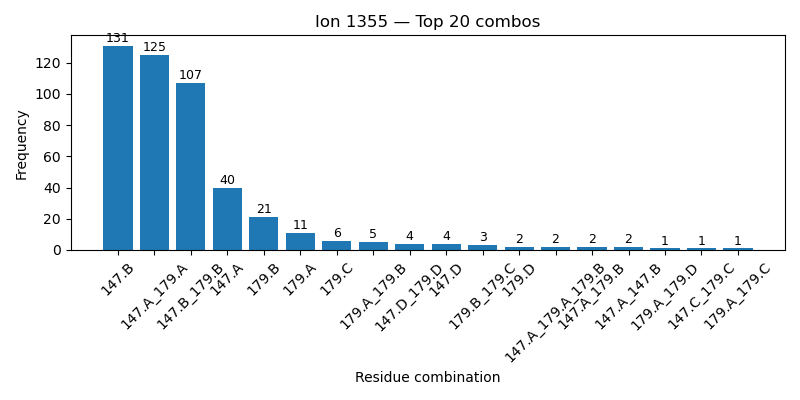 Ion 1355 — Top 20 combos
131
125
107
40
21
11
6
5
4
4
3
2
2
2
2
1
1
1
120
100
80
60
40
20
0
Frequency
147.B
147.A_179.A
147.B_179.B
147.A
179.B
179.A
179.C
179.A_179.B
147.D_179.D
147.D
179.B_179.C
179.D
147.A_179.A_179.B
147.A_179.B
147.A_147.B
179.A_179.D
147.C_179.C
179.A_179.C
Residue combination